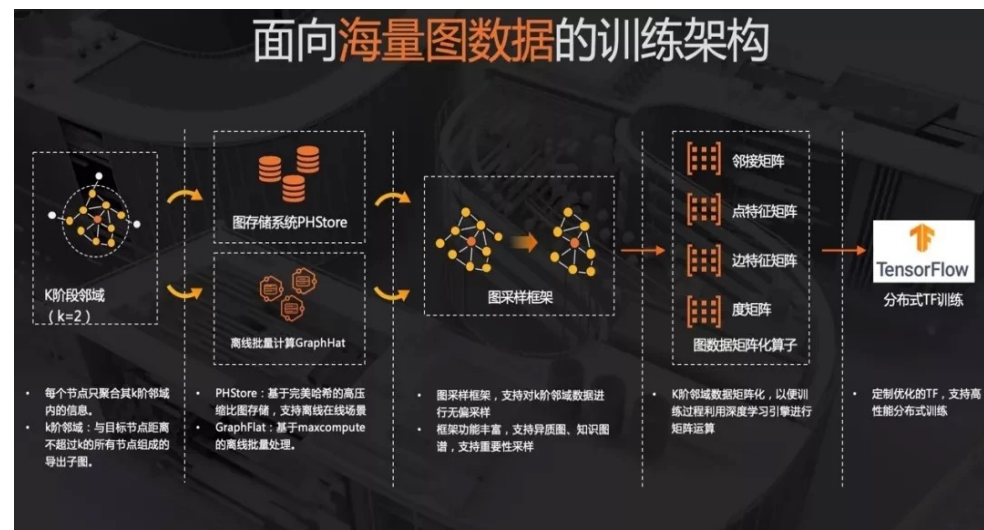 面向海量图数据的训练架构
K阶段邻域
（k=2）
图存储系统PHStore
离线批量计算GraphHat
图采样框架
邻接矩阵
点特征矩阵
边特征矩阵
度矩阵
图数据矩阵化算子
TensorFlow
分布式TF训练
• 每个节点只聚合其k阶邻域
内的信息。
• k阶邻域：与目标节点距离
不超过k的所有节点组成的
导出子图。
• PHStore：基于完美哈希的高压
缩比图存储，支持离线在线场景
• GraphFlat：基于maxcompute
的离线批量处理。
• 图采样框架，支持对k阶邻域数据进
行无偏采样
• 框架功能丰富，支持异质图、知识图
谱，支持重要性采样
• K阶邻域数据矩阵化，以便训
练过程利用深度学习引擎进行
矩阵运算
• 定制优化的TF，支持高
性能分布式训练